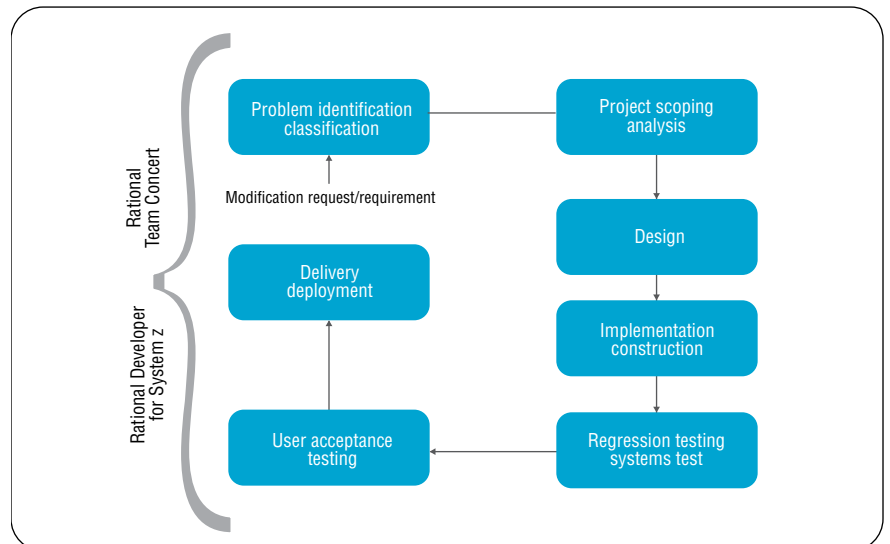 Rational
Team Concert
Rational Developer
for System z
Problem identification
classification
Modification request/requirement
Project scoping
analysis
Design
Implementation
construction
Regression testing
systems test
User acceptance
testing
Delivery
deployment